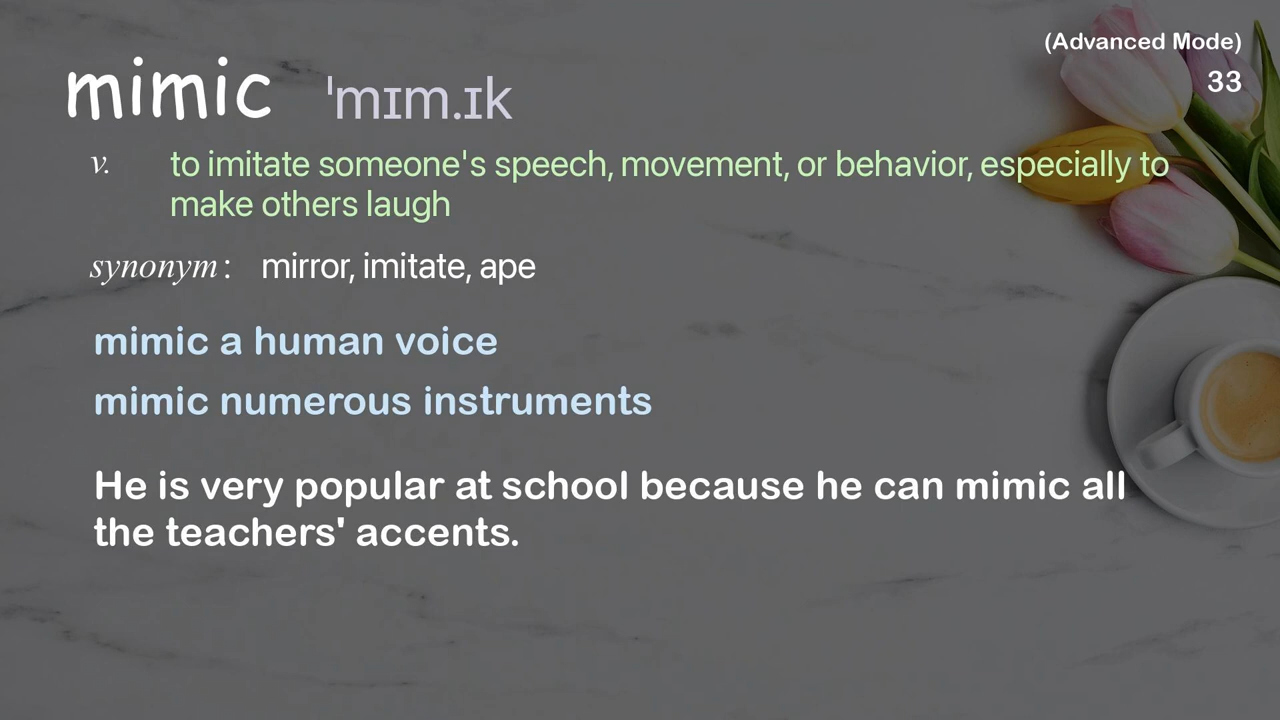 (Advanced Mode)
33
mimic ˈmɪm.ɪk
v. to imitate someone's speech, movement, or behavior, especially to
make others laugh
synonym : mirror, imitate, ape
mimic a human voice
mimic numerous instruments
He is very popular at school because he can mimic all
the teachers' accents.